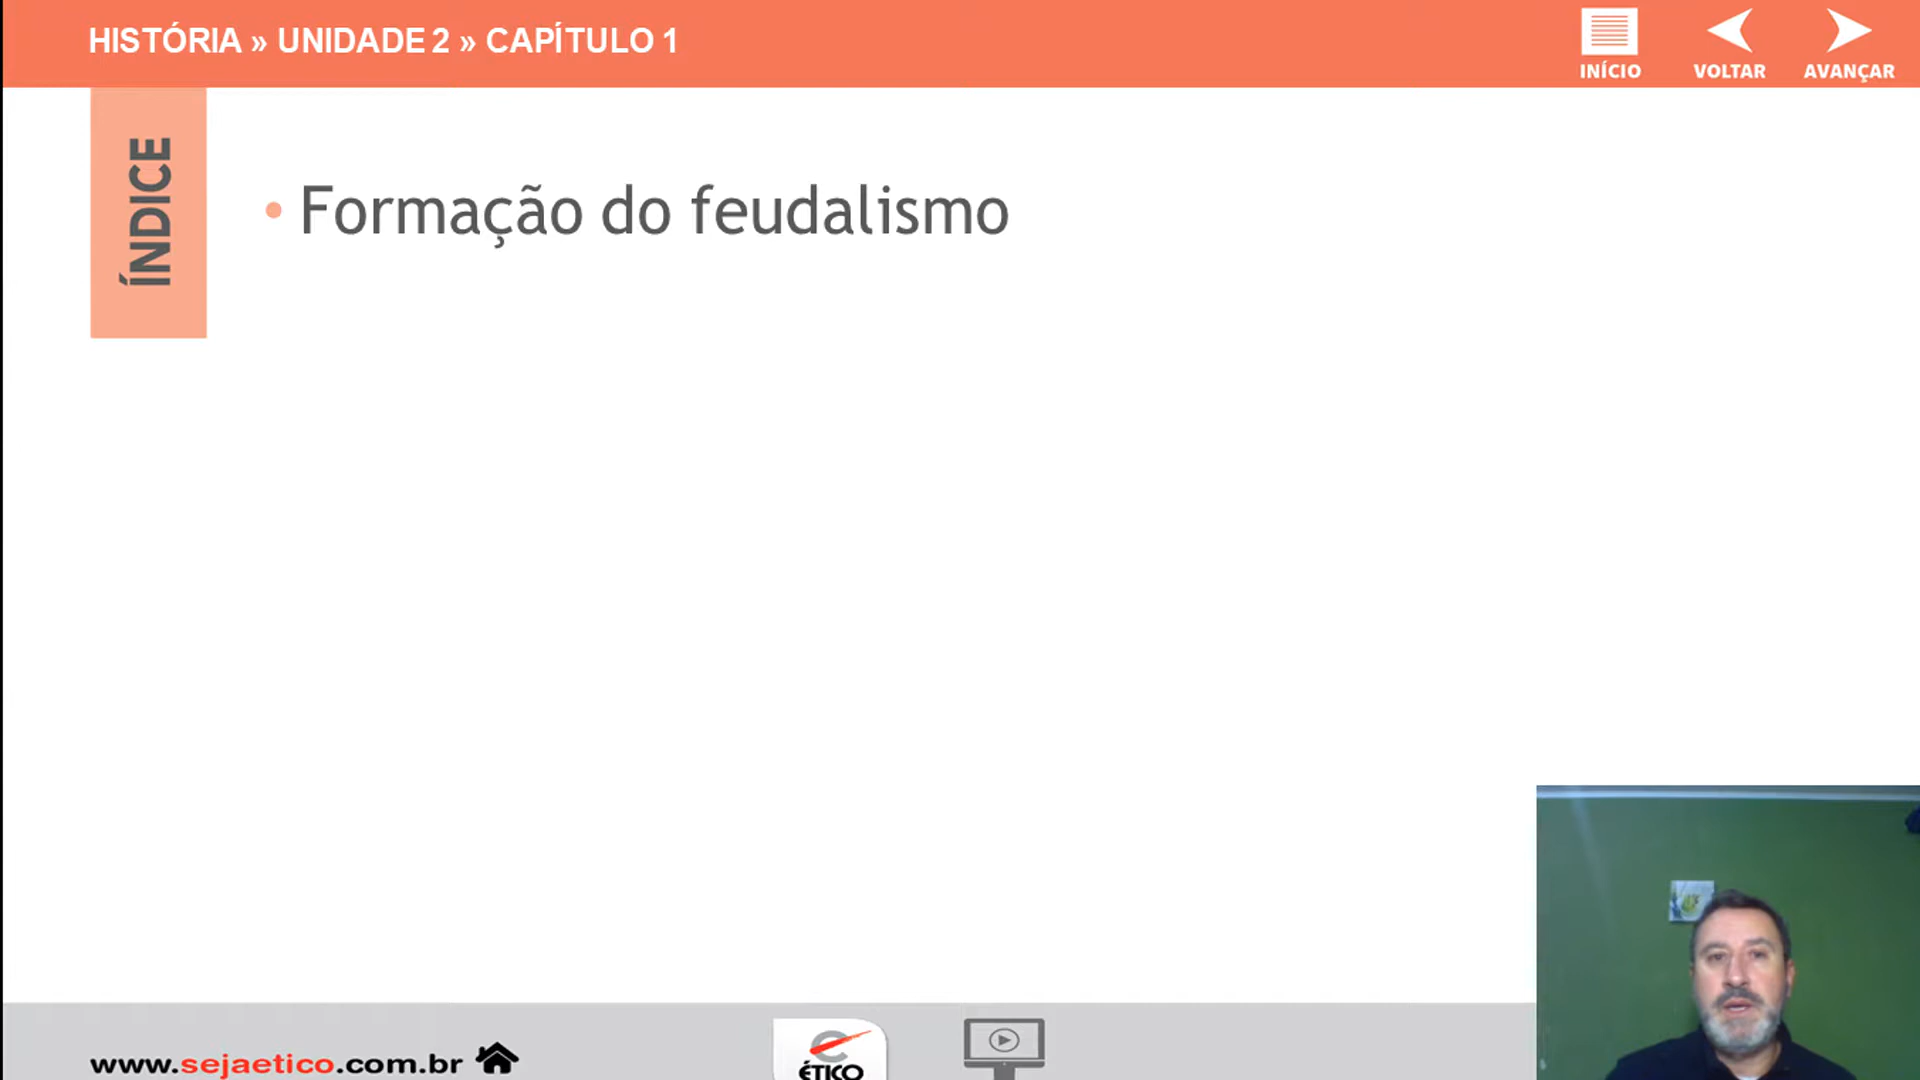 HISTÓRIA » UNIDADE 2 » CAPÍTULO 1
INÍCIO
VOLTAR
AVANÇAR
ÍNDICE
• Formação do feudalismo
www.sejaetico.com.br
ÉTICO